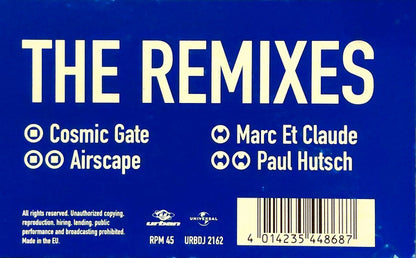 THE REMIXES
Cosmic Gate
Airscape
Marc Et Claude
Paul Hutsch
All rights reserved. Unauthorized copying,
reproduction, hiring, lending, public
performance and broadcasting prohibited.
Made in the EU.
urban
UNIVERSAL
RPM 45 URBDJ 2162
4 014235 448687